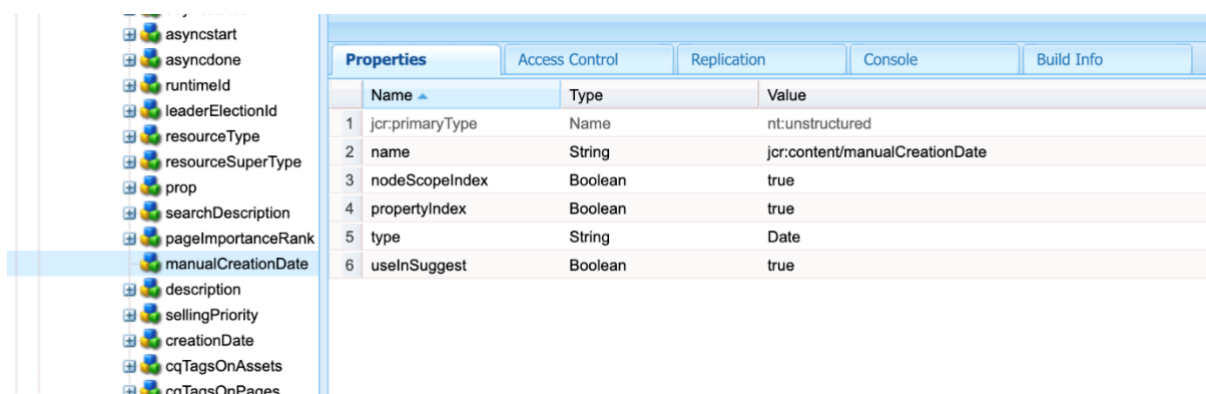 asyncstart
asyncdone
runtimeId
leaderElectionId
resourceType
resourceSuperType
prop
searchDescription
pageImportanceRank
manualCreationDate
description
sellingPriority
creationDate
cqTagsOnAssets
cqTagsOnPages
Properties Access Control Replication Console Build Info
Name Type Value
1 jcr:primaryType Name nt:unstructured
2 name String jcr:content/manualCreationDate
3 nodeScopeIndex Boolean true
4 propertyIndex Boolean true
5 type String Date
6 useInSuggest Boolean true